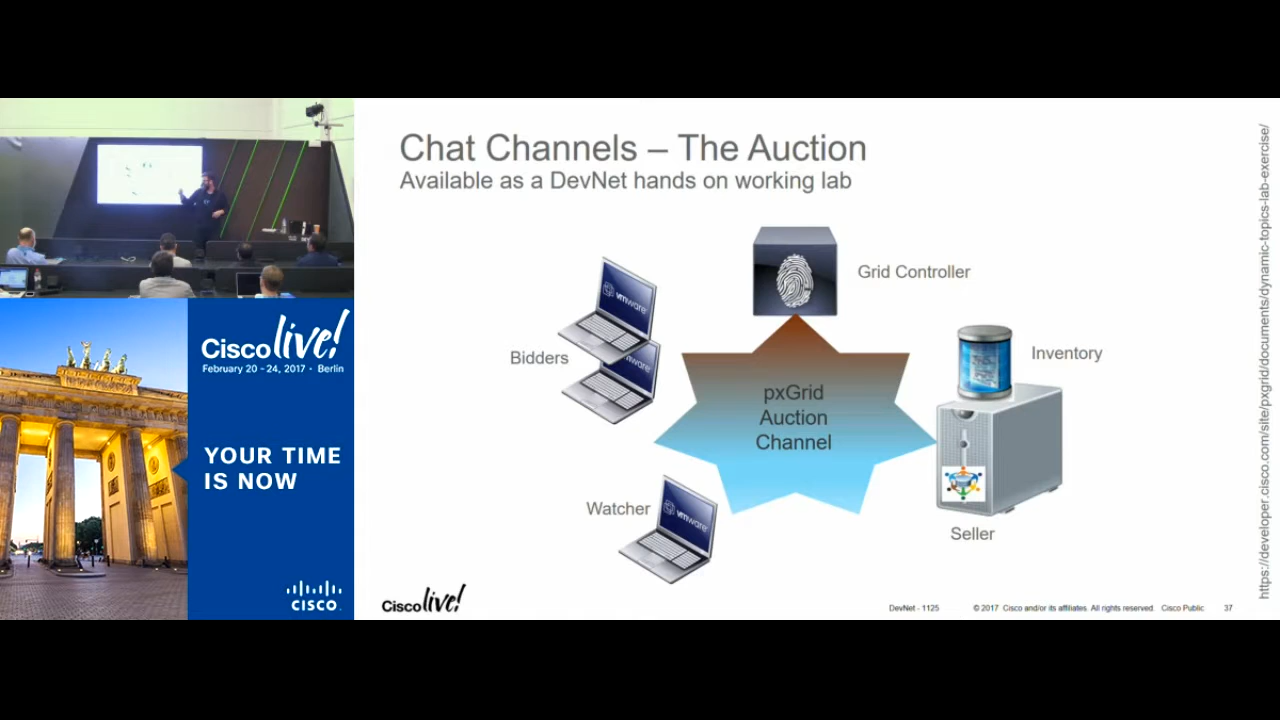 Chat Channels – The Auction
Available as a DevNet hands on working lab
Grid Controller
vmware
vmware
Bidders
Inventory
pxGrid
Auction
Channel
Watcher
vmware
Seller
https://developer.cisco.com/site/pxgrid/documents/dynamic-topics-lab-exercise/
Cisco live!
DevNet - 1125 © 2017 Cisco and/or its affiliates. All rights reserved. Cisco Public 37
Cisco live!
February 20 - 24, 2017 • Berlin
YOUR TIME
IS NOW
CISCO